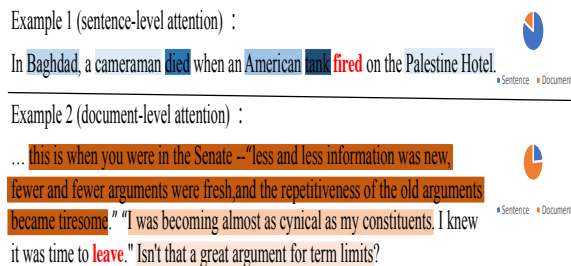 Example 1 (sentence-level attention) :
In Baghdad, a cameraman died when an American tank fired on the Palestine Hotel.
Sentence Document
Example 2 (document-level attention) :
... this is when you were in the Senate --“less and less information was new,
fewer and fewer arguments were fresh,and the repetitiveness of the old arguments
became tiresome.” “I was becoming almost as cynical as my constituents. I knew
it was time to leave." Isn't that a great argument for term limits?
Sentence Document